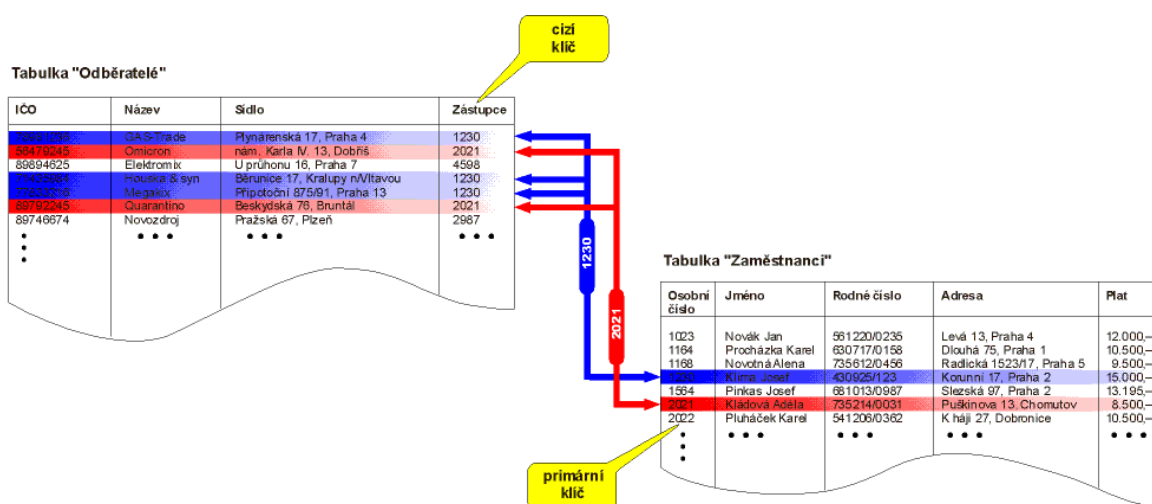 cizí
klíč
Tabulka "Odběratelé"
IČO Název Sídlo Zástupce
GAS-Trade Plynárenská 17, Praha 4 1230
56479245 Omicron nám, Karla IV. 13, Dobříš 2021
89894625 Elektromix U průhonu 16, Praha 7 4598
Houska & syn Běrunice 17, Kralupy n/Vltavou 1230
Megakix Připotoční 875/91, Praha 13 1230
89792245 Quarantino Beskydská 76, Bruntál 2021
89746674 Novozdroj Pražská 67, Plzeň 2987
1230
2021
Tabulka "Zaměstnanci"
Osobní číslo Jméno Rodné číslo Adresa Plat
1023 Novák Jan 561220/0235 Levá 13, Praha 4 12.000,–
1164 Procházka Karel 630717/0158 Dlouhá 75, Praha 1 10.500,–
1168 Novotná Alena 735612/0456 Radlická 1523/17, Praha 5 9.500,–
1230 Klíma Josef 430925/123 Korunní 17, Praha 2 15.000,–
1564 Pinkas Josef 681013/0987 Slezská 97, Praha 2 13.195,–
2021 Kládová Adéla 735214/0031 Puškinova 13, Chomutov 8.500,–
2022 Pluháček Karel 541206/0362 K háji 27, Dobronice 10.500,–
primární
klíč